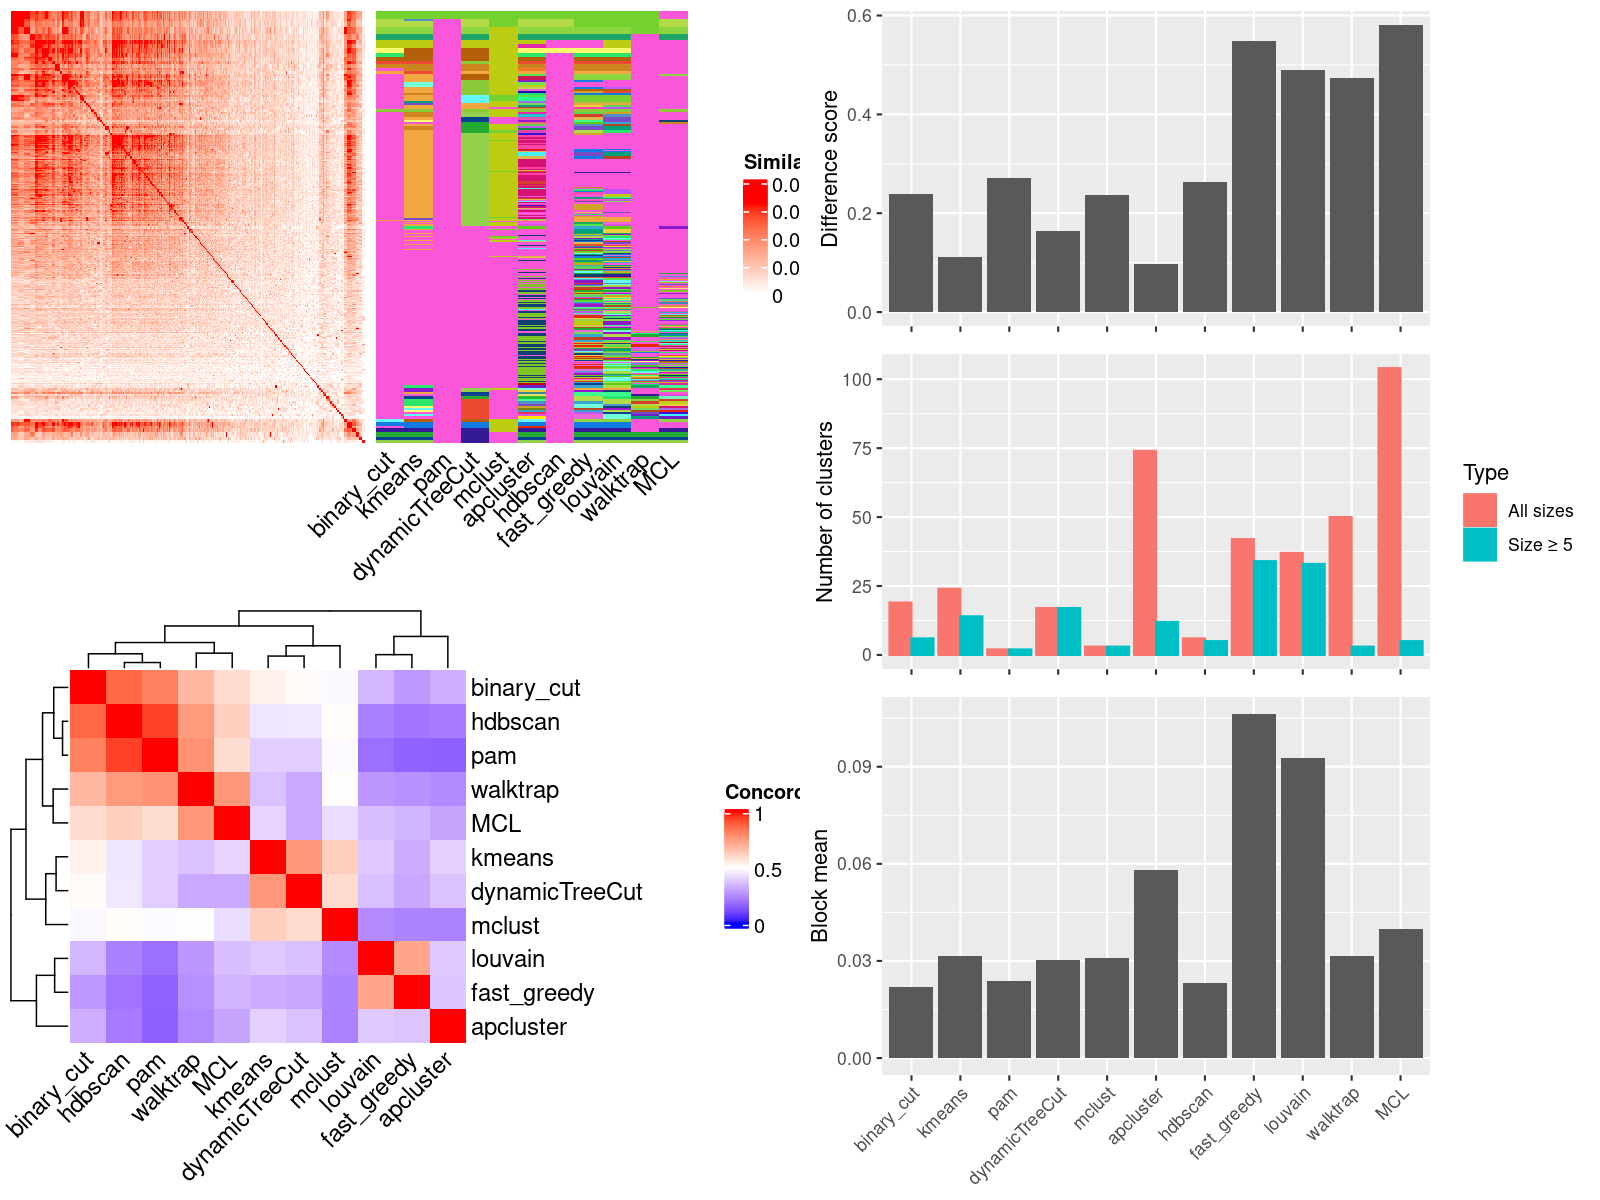 Simila
0.0
0.0
0.0
0.0
0
binary_cut
kmeans
pam
dynamicTreeCut
mclust
apcluster
hdbscan
fast_greedy
louvain
walktrap
MCL
binary_cut
hdbscan
pam
walktrap
MCL
kmeans
dynamicTreeCut
mclust
louvain
fast_greedy
apcluster
binary_cut
hdbscan
pam
walktrap
MCL
kmeans
dynamicTreeCut
mclust
louvain
fast_greedy
apcluster
Concord
1
0.5
0
Difference score
0.6
0.4
0.2
0.0
Number of clusters
100
75
50
25
0
Type
All sizes
Size ≥ 5
Block mean
0.09
0.06
0.03
0.00
binary_cut
kmeans
pam
dynamicTreeCut
mclust
apcluster
hdbscan
fast_greedy
louvain
walktrap
MCL